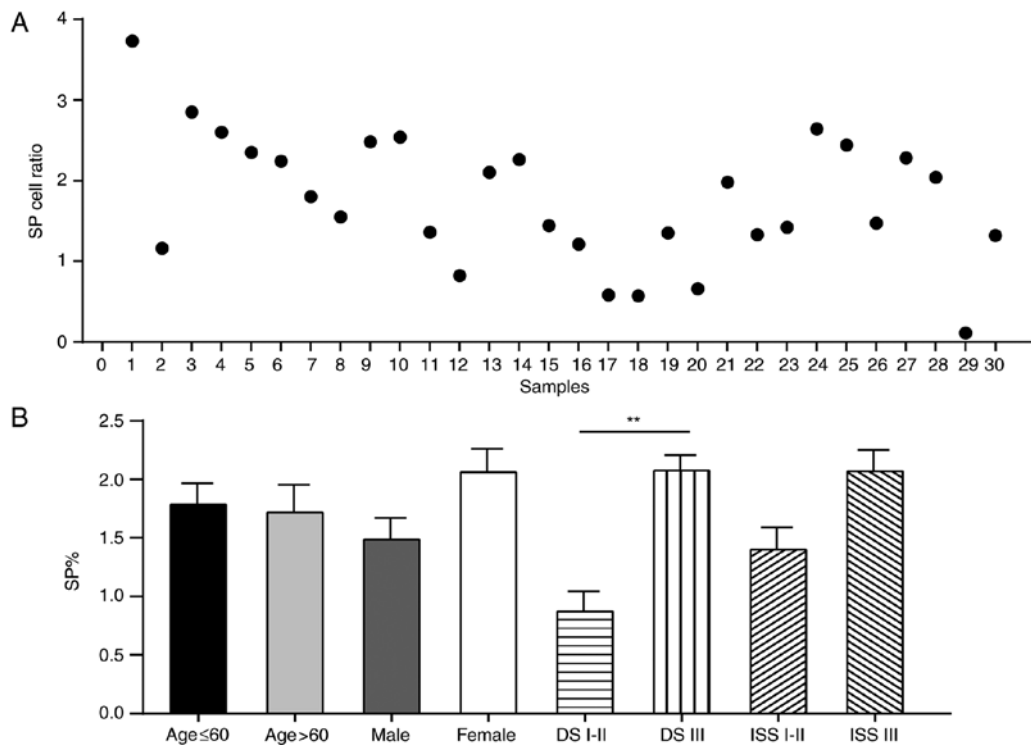 A
4
3
2
1
0
SP cell ratio
0 1 2 3 4 5 6 7 8 9 10 11 12 13 14 15 16 17 18 19 20 21 22 23 24 25 26 27 28 29 30
Samples
B
2.5
2.0
1.5
1.0
0.5
0.0
SP%
**
Age≤60 Age>60 Male Female DS I-II DS III ISS I-II ISS III